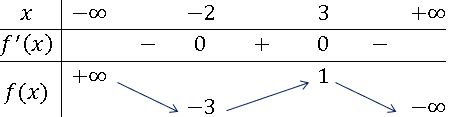 x −∞ −2 3 +∞
f′(x) − 0 + 0 −
+∞ 1
f(x)
−3 −∞